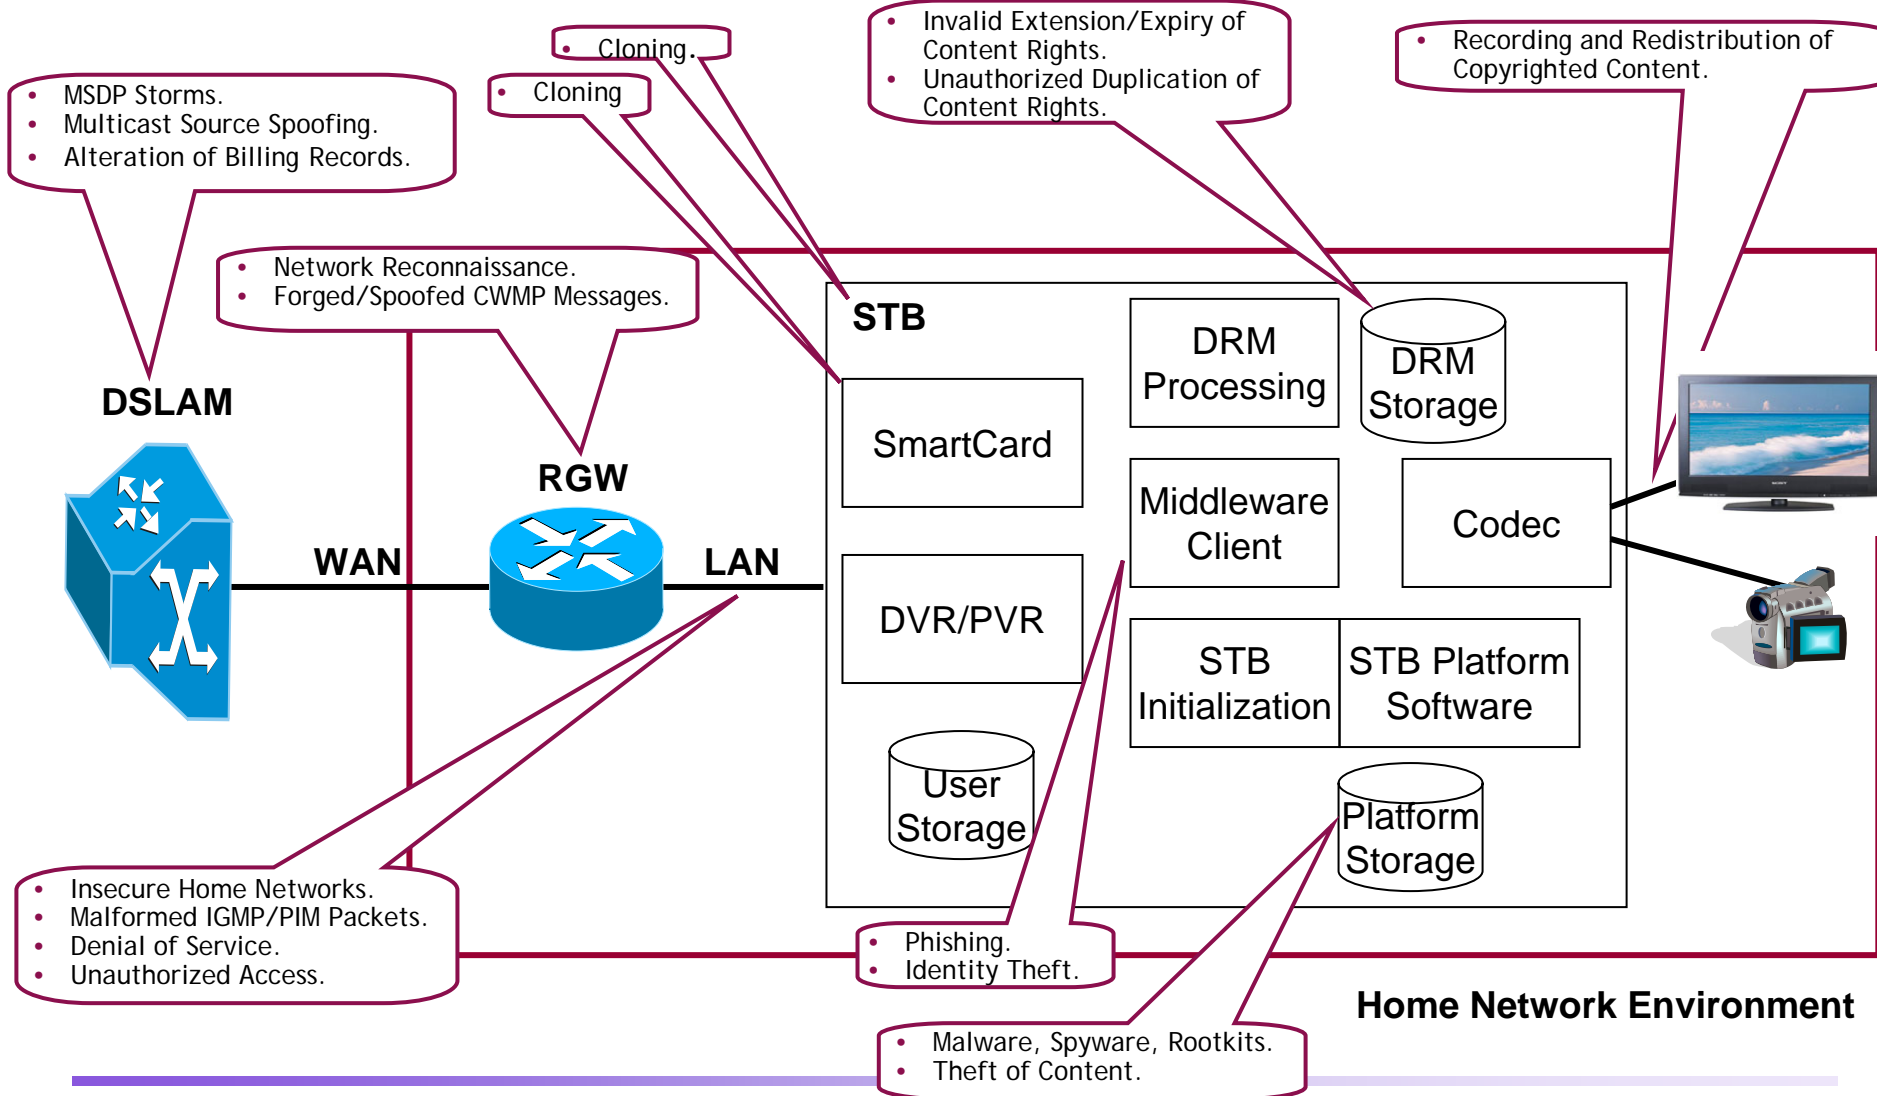 • Cloning.
• Invalid Extension/Expiry of
Content Rights.
• Unauthorized Duplication of
Content Rights.
• Recording and Redistribution of
Copyrighted Content.
• MSDP Storms.
• Multicast Source Spoofing.
• Alteration of Billing Records.
• Cloning
• Network Reconnaissance.
• Forged/Spoofed CWMP Messages.
DSLAM
RGW
WAN
LAN
STB
SmartCard
DVR/PVR
User
Storage
DRM
Processing
DRM
Storage
Middleware
Client
Codec
STB
Initialization
STB Platform
Software
Platform
Storage
SONY
• Insecure Home Networks.
• Malformed IGMP/PIM Packets.
• Denial of Service.
• Unauthorized Access.
• Phishing.
• Identity Theft.
Home Network Environment
• Malware, Spyware, Rootkits.
• Theft of Content.